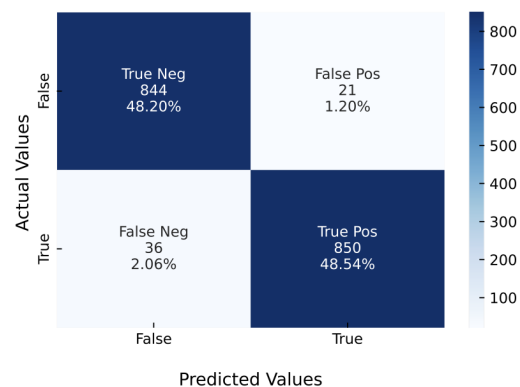 True Neg
844
48.20%
False Pos
21
1.20%
False Neg
36
2.06%
True Pos
850
48.54%
False
True
Actual Values
False
True
Predicted Values
800
700
600
500
400
300
200
100